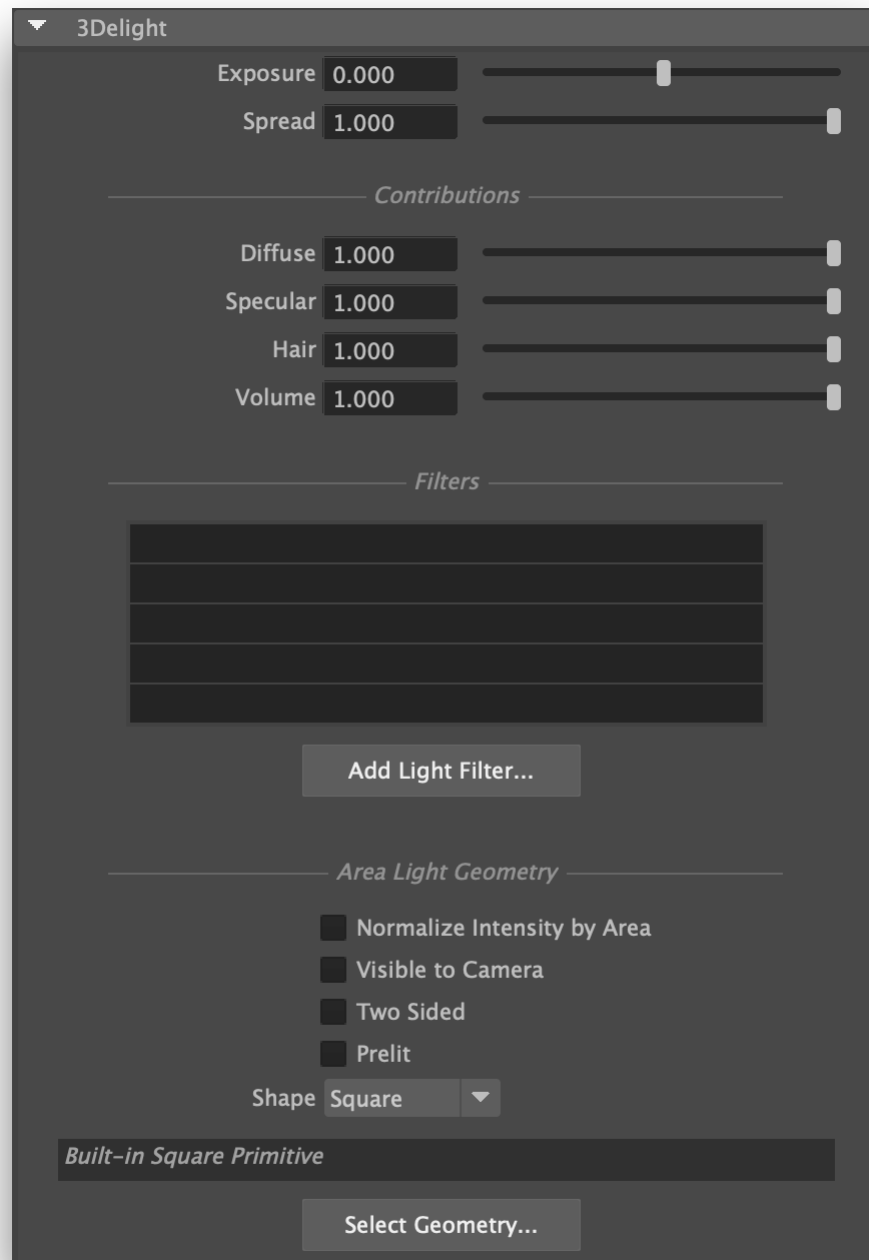 3Delight
Exposure 0.000
Spread 1.000
Contributions
Diffuse 1.000
Specular 1.000
Hair 1.000
Volume 1.000
Filters
Add Light Filter...
Area Light Geometry
Normalize Intensity by Area
Visible to Camera
Two Sided
Prelit
Shape Square
Built-in Square Primitive
Select Geometry...